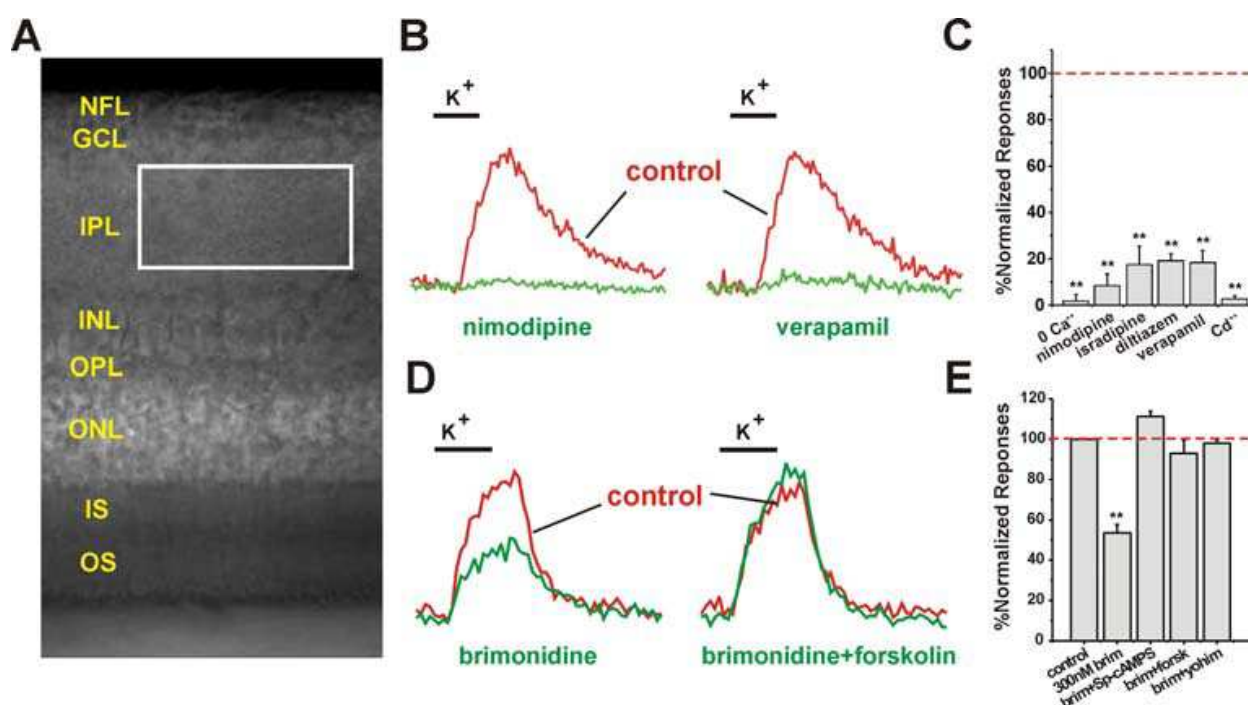 A
NFL
GCL
IPL
INL
OPL
ONL
IS
OS
B
K+
K+
control
nimodipine
verapamil
C
%Normalized Reponses
100
80
60
40
20
0
**
**
**
**
**
**
0 Ca++
nimodipine
isradipine
diltiazem
verapamil
Cd++
D
K+
K+
control
brimonidine
brimonidine+forskolin
E
%Normalized Reponses
120
100
80
60
40
20
0
**
control
300nM brim
brim+Sp-cAMPS
brim+forsk
brim+yohim